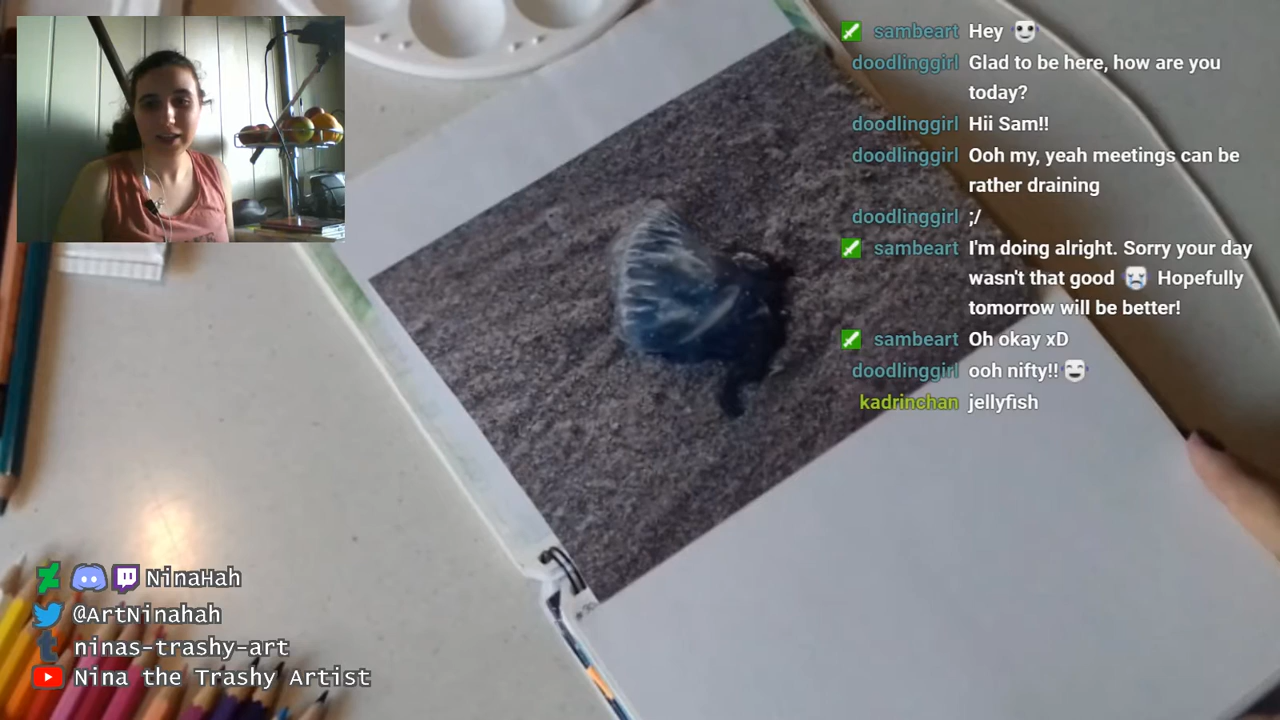 sambeart Hey
doodlinggirl Glad to be here, how are you
today?
doodlinggirl Hii Sam!!
doodlinggirl Ooh my, yeah meetings can be
rather draining
doodlinggirl ;/
sambeart I'm doing alright. Sorry your day
wasn't that good Hopefully
tomorrow will be better!
sambeart Oh okay xD
doodlinggirl ooh nifty!!
kadrinchan jellyfish
NinaHah
@ArtNinahah
ninas-trashy-art
Nina the Trashy Artist